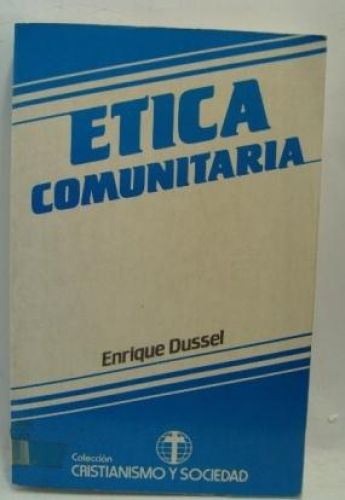 ETICA
COMUNITARIA
Enrique Dussel
Colección
CRISTIANISMO Y SOCIEDAD